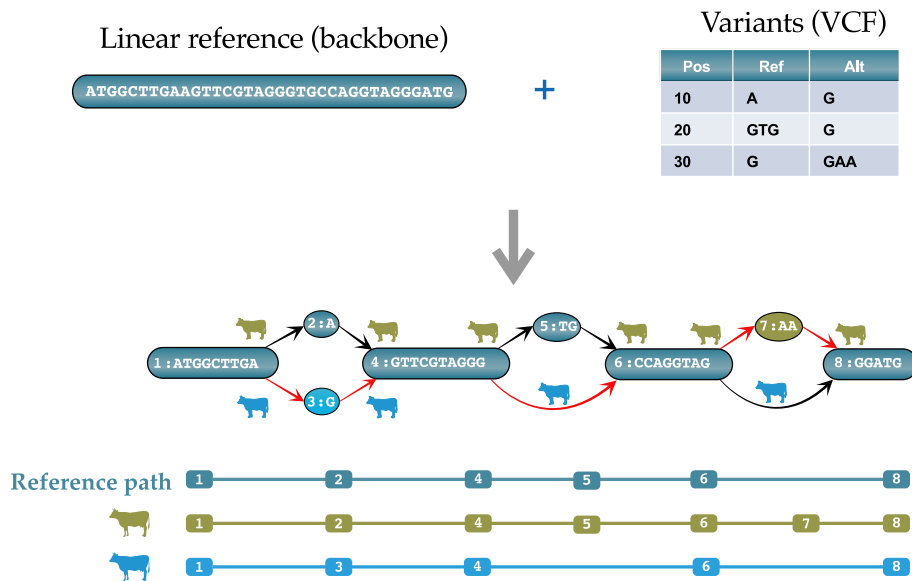 Linear reference (backbone)
Variants (VCF)
ATGGCTTGAAGTTCGTAGGGTGCCAGGTAGGGATG
+
Pos Ref Alt
10 A G
20 GTG G
30 G GAA
2:A
5:TG
7:AA
1:ATGGCTTGA
4:GTTCGTAGGG
6:CCAGGTAG
8:GGATG
3:G
Reference path 1 2 4 5 6 8
1 2 4 5 6 7 8
1 3 4 6 8